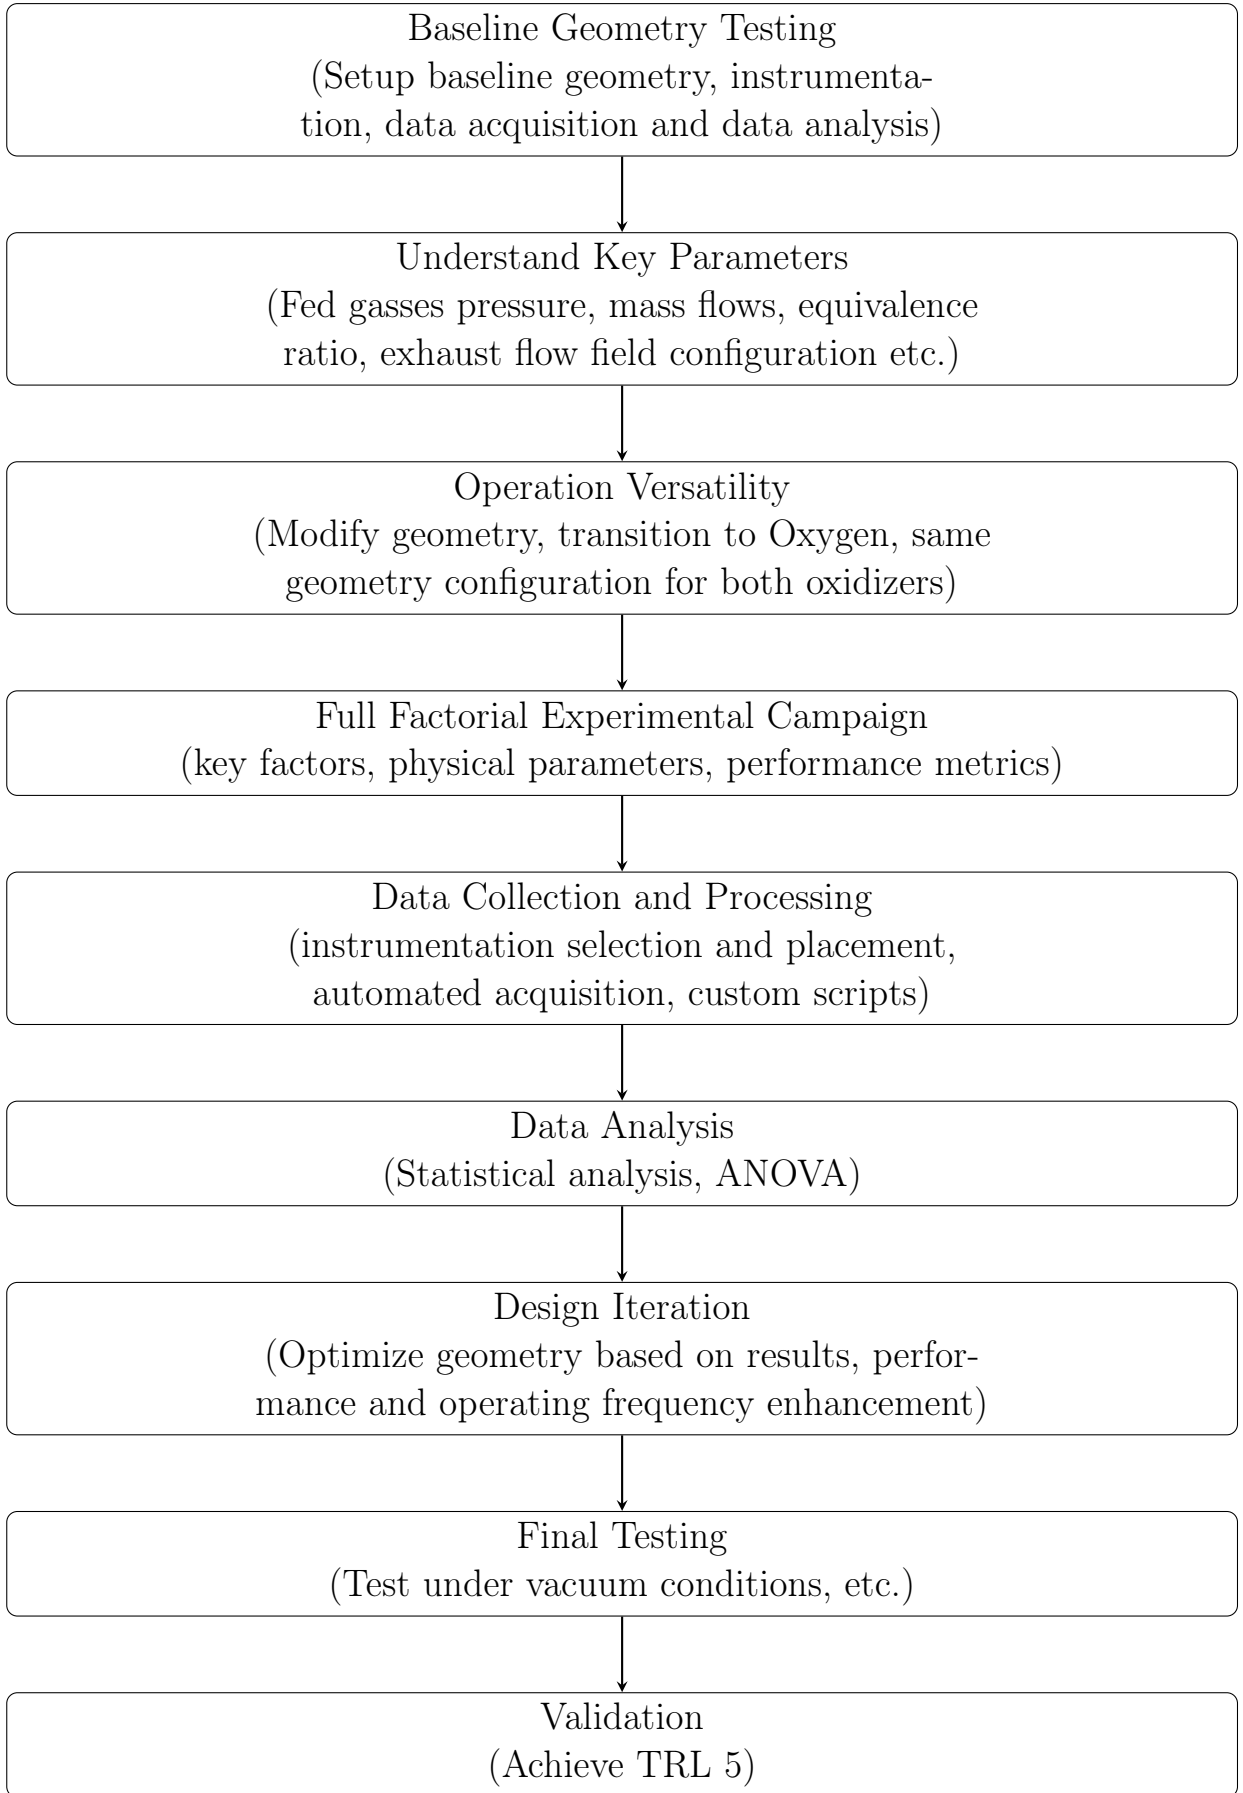 Baseline Geometry Testing
(Setup baseline geometry, instrumenta-
tion, data acquisition and data analysis)
Understand Key Parameters
(Fed gasses pressure, mass flows, equivalence
ratio, exhaust flow field configuration etc.)
Operation Versatility
(Modify geometry, transition to Oxygen, same
geometry configuration for both oxidizers)
Full Factorial Experimental Campaign
(key factors, physical parameters, performance metrics)
Data Collection and Processing
(instrumentation selection and placement,
automated acquisition, custom scripts)
Data Analysis
(Statistical analysis, ANOVA)
Design Iteration
(Optimize geometry based on results, perfor-
mance and operating frequency enhancement)
Final Testing
(Test under vacuum conditions, etc.)
Validation
(Achieve TRL 5)